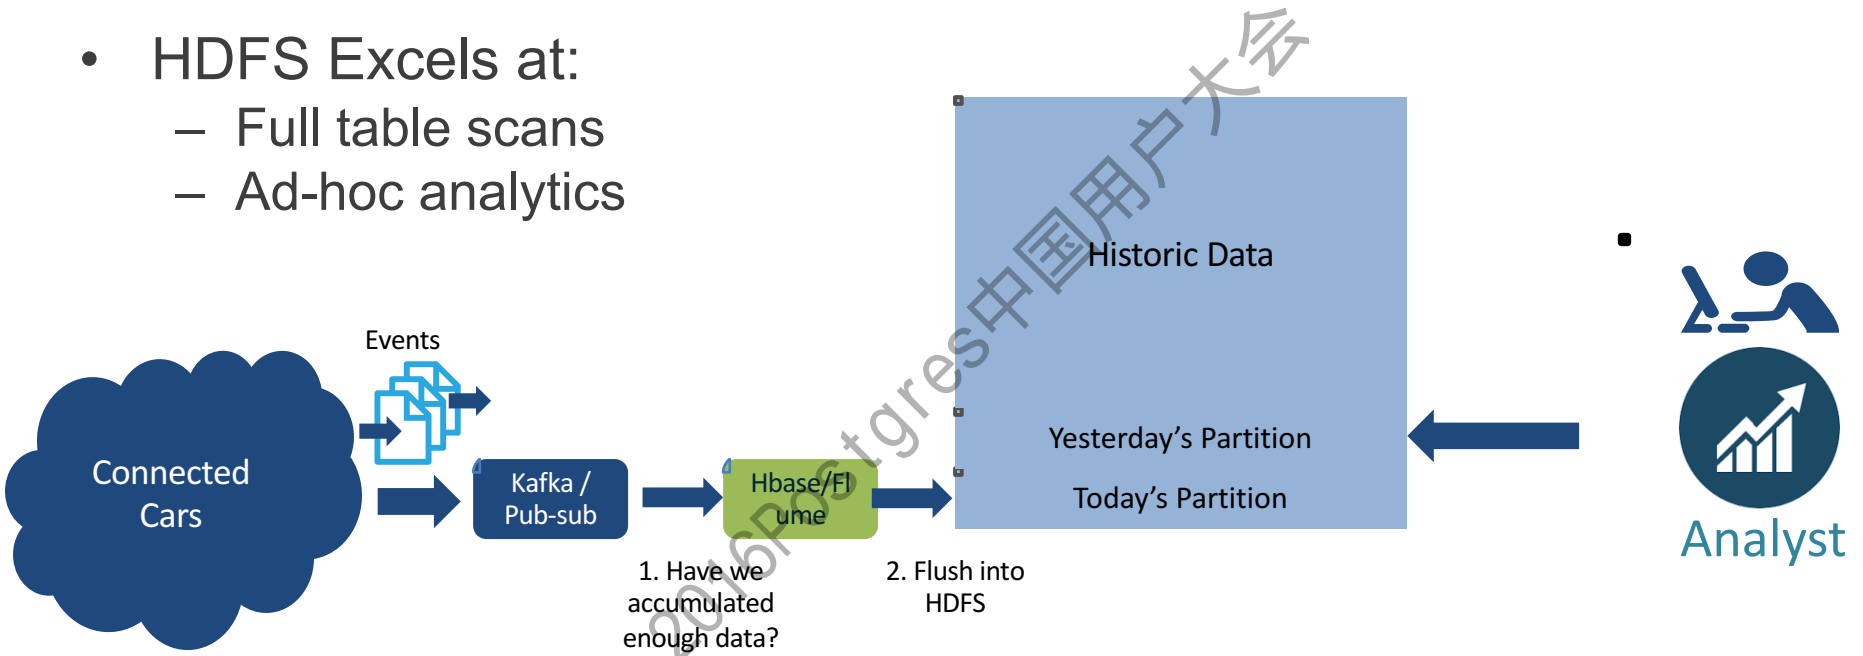 • HDFS Excels at:
– Full table scans
– Ad-hoc analytics
Historic Data
Events
Yesterday's Partition
Today's Partition
Connected
Cars
Kafka /
Pub-sub
Hbase/Fl
ume
1. Have we
accumulated
enough data?
2. Flush into
HDFS
Analyst
2016Postgres中国用户大会